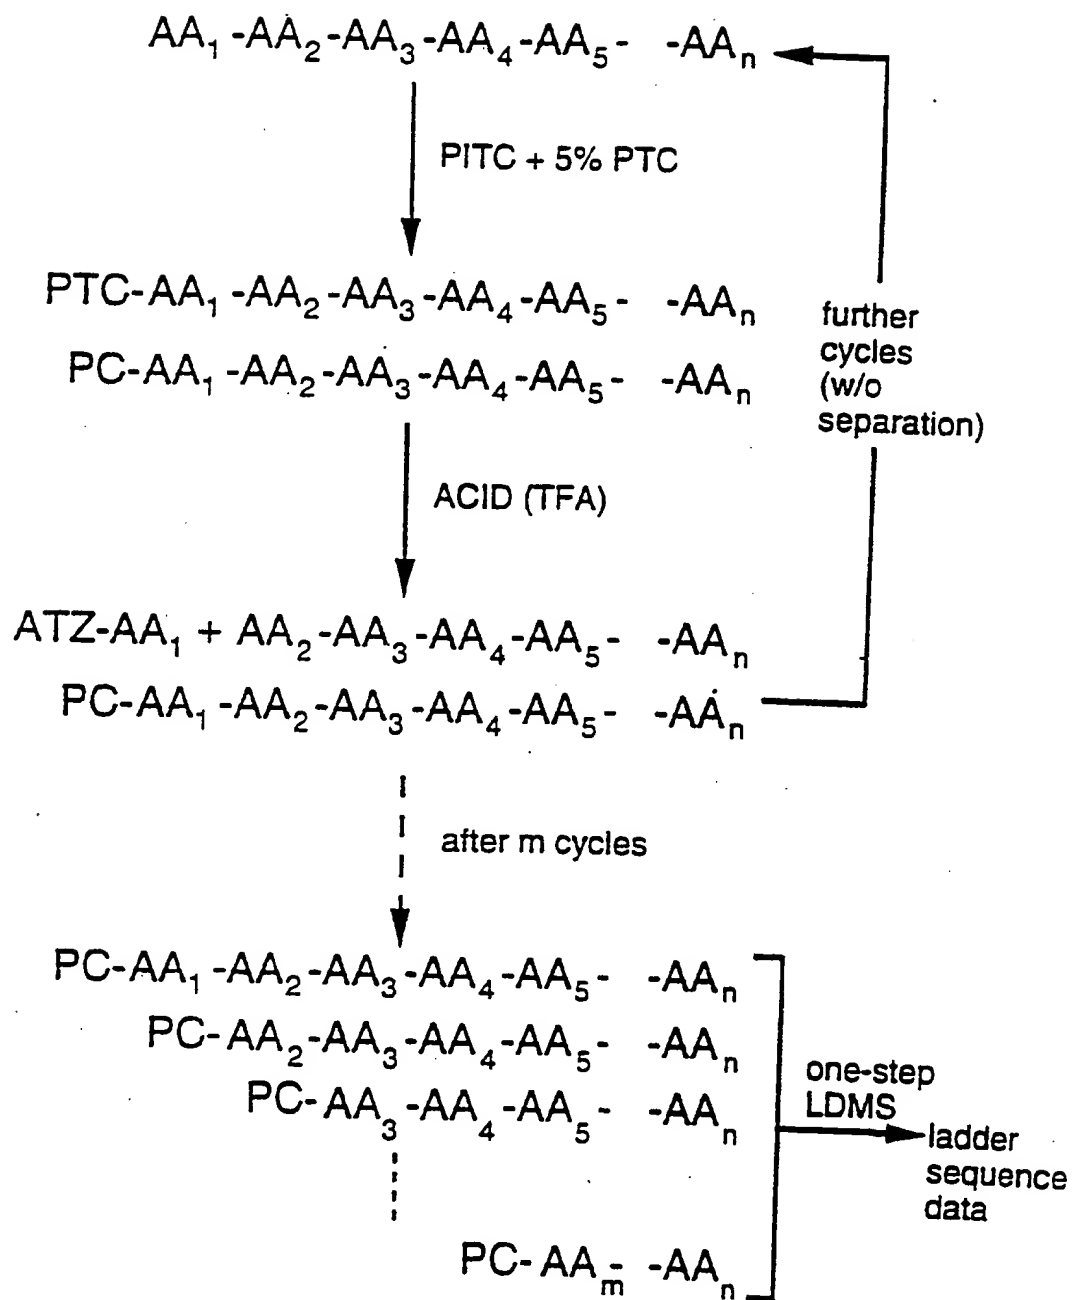 AA₁ -AA₂-AA₃-AA₄-AA₅- -AAₙ
PITC + 5% PTC
PTC-AA₁ -AA₂-AA₃-AA₄-AA₅- -AAₙ
PC-AA₁ -AA₂-AA₃-AA₄-AA₅- -AAₙ
further
cycles
(w/o
separation)
ACID (TFA)
ATZ-AA₁ + AA₂-AA₃-AA₄-AA₅- -AAₙ
PC-AA₁ -AA₂-AA₃-AA₄-AA₅- -AAₙ
after m cycles
PC-AA₁ -AA₂-AA₃-AA₄-AA₅- -AAₙ
PC-AA₂-AA₃-AA₄-AA₅- -AAₙ
PC-AA₃-AA₄-AA₅- -AAₙ
one-step
LDMS
ladder
sequence
data
PC-AAₘ- -AAₙ